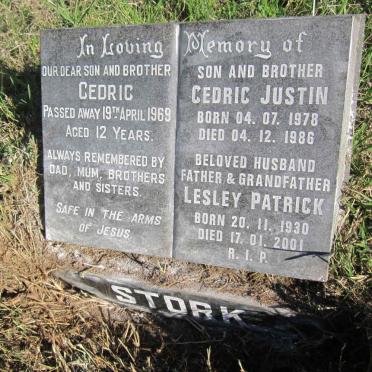 In Loving Memory of
OUR DEAR SON AND BROTHER
CEDRIC
PASSED AWAY 19TH APRIL 1969
AGED 12 YEARS.
ALWAYS REMEMBERED BY
DAD, MUM, BROTHERS
AND SISTERS.
SAFE IN THE ARMS
OF JESUS.
SON AND BROTHER
CEDRIC JUSTIN
BORN 04. 07. 1978
DIED 04. 12. 1986
BELOVED HUSBAND
FATHER & GRANDFATHER
LESLEY PATRICK
BORN 20. 11. 1930
DIED 17. 01. 2001
R. I. P.
STORK